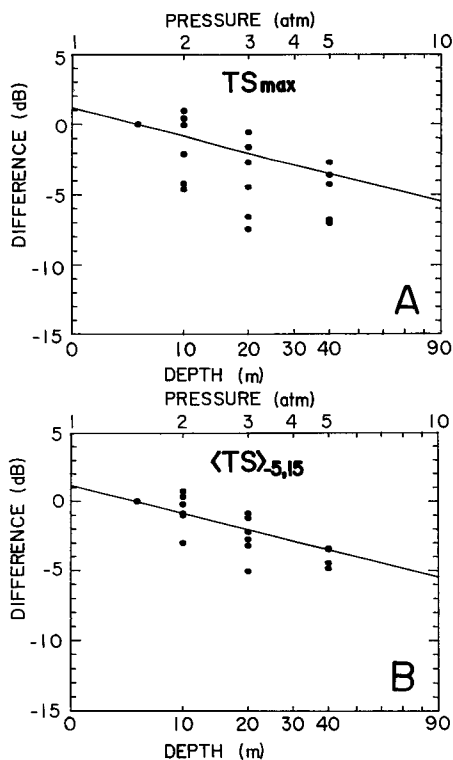 PRESSURE (atm)
1 2 3 4 5 10
5
TSmax
0
DIFFERENCE (dB)
-5
-10
A
-15
0 10 20 30 40 90
DEPTH (m)
PRESSURE (atm)
1 2 3 4 5 10
5
⟨TS⟩-5,15
0
DIFFERENCE (dB)
-5
-10
B
-15
0 10 20 30 40 90
DEPTH (m)